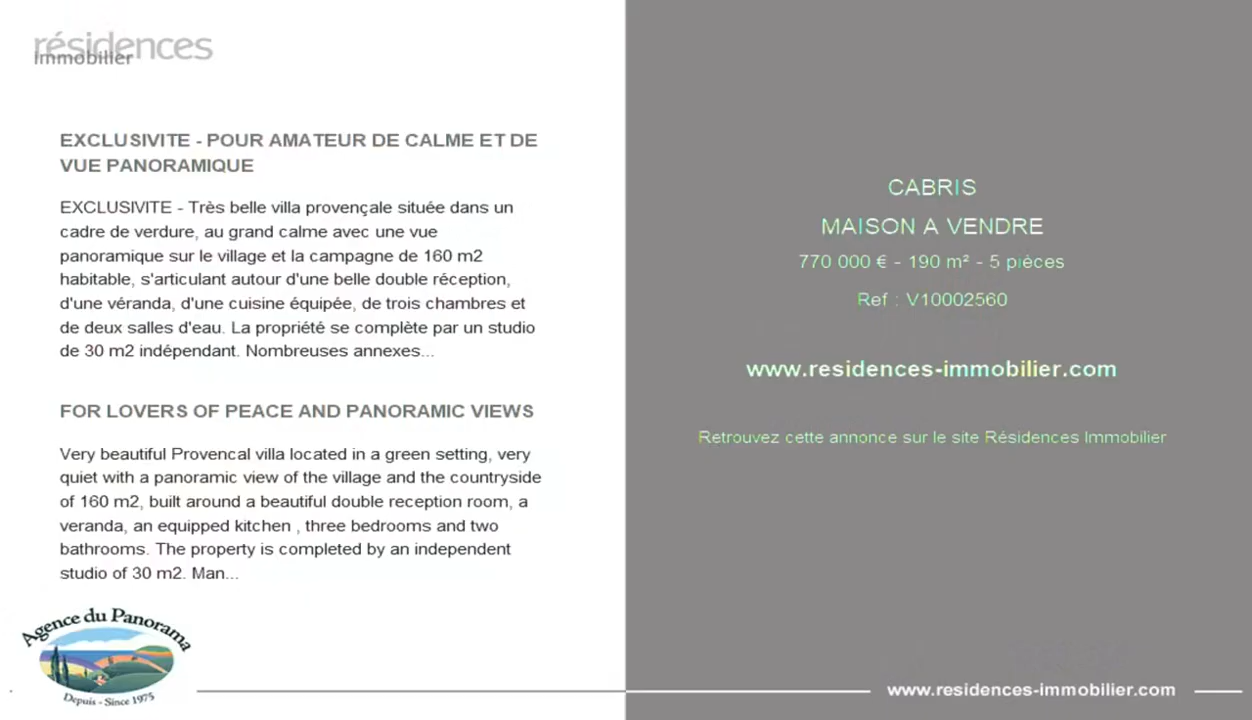 résidences
immobilier
EXCLUSIVITE - POUR AMATEUR DE CALME ET DE
VUE PANORAMIQUE
EXCLUSIVITE - Très belle villa provençale située dans un
cadre de verdure, au grand calme avec une vue
panoramique sur le village et la campagne de 160 m2
habitable, s'articulant autour d'une belle double réception,
d'une véranda, d'une cuisine équipée, de trois chambres et
de deux salles d'eau. La propriété se complète par un studio
de 30 m2 indépendant. Nombreuses annexes...
FOR LOVERS OF PEACE AND PANORAMIC VIEWS
Very beautiful Provencal villa located in a green setting, very
quiet with a panoramic view of the village and the countryside
of 160 m2, built around a beautiful double reception room, a
veranda, an equipped kitchen , three bedrooms and two
bathrooms. The property is completed by an independent
studio of 30 m2. Man...
Agence du Panorama
Depuis - Since 1975
CABRIS
MAISON A VENDRE
770 000 € - 190 m² - 5 pièces
Ref : V10002560
www.residences-immobilier.com
Retrouvez cette annonce sur le site Résidences Immobilier
www.residences-immobilier.com